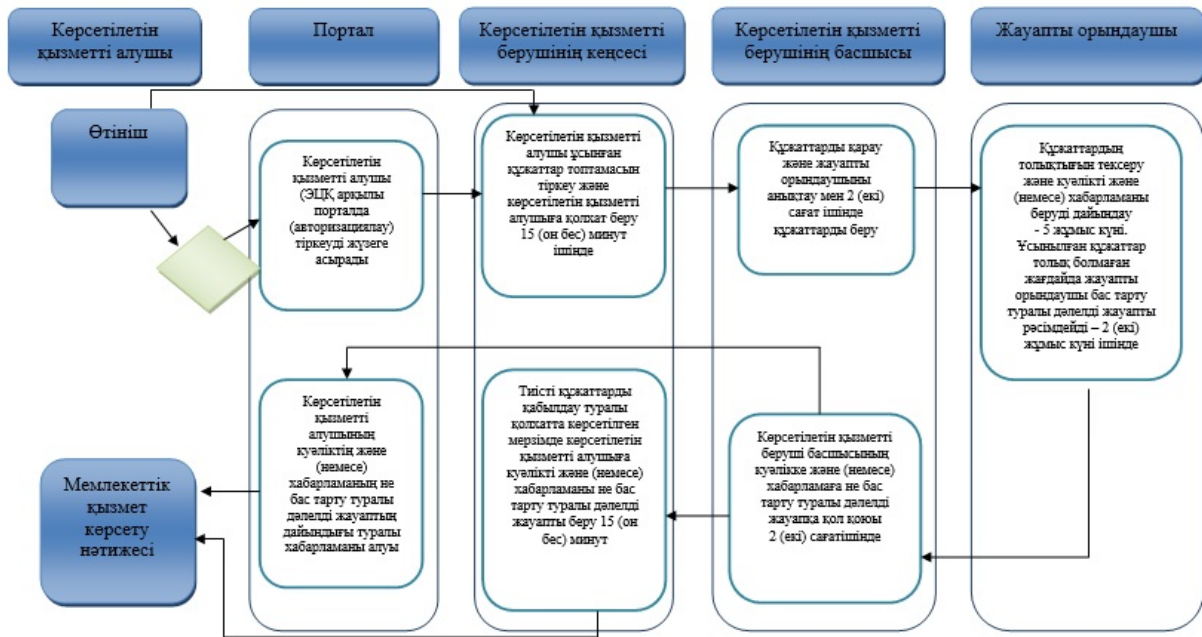 Көрсетілетін
қызметті алушы
Портал
Көрсетілетін қызметті
берушінің кеңсесі
Көрсетілетін қызметті
берушінің басшысы
Жауапты орындаушы
Өтініш
Көрсетілетін
қызметті алушы
(ЭЦҚ арқылы
порталда
(авторизациялау)
тіркеуді жүзеге
асырады
Көрсетілетін қызметті
алушы ұсынған
құжаттар топтамасын
тіркеу және
көрсетілетін қызметті
алушыға қолхат беру
15 (он бес) минут
ішінде
Құжаттарды қарау
және жауапты
орындаушыны
анықтау мен 2 (екі)
сағат ішінде
құжаттарды беру
Құжаттардың
толықтығын тексеру
және куәлікті және
(немесе) хабарламаны
беруді дайындау
- 5 жұмыс күні.
Ұсынылған құжаттар
толық болмаған
жағдайда жауапты
орындаушы бас тарту
туралы дәлелді жауапты
рәсімдейді – 2 (екі)
жұмыс күні ішінде
Мемлекеттік
қызмет
көрсету
нәтижесі
Көрсетілетін
қызметті
алушының
куәліктің және
(немесе)
хабарламаның не
бас тарту туралы
дәлелді жауаптың
дайындығы туралы
хабарламаны алуы
Тиісті құжаттарды
қабылдау туралы
қолхатта көрсетілген
мерзімде көрсетілетін
қызметті алушыға
куәлікті және (немесе)
хабарламаны не бас
тарту туралы дәлелді
жауапты беру 15 (он
бес) минут
Көрсетілетін қызметті
беруші басшысының
куәлікке және (немесе)
хабарламаға не бас
тарту туралы дәлелді
жауапқа қол қоюы
2 (екі) сағатішінде